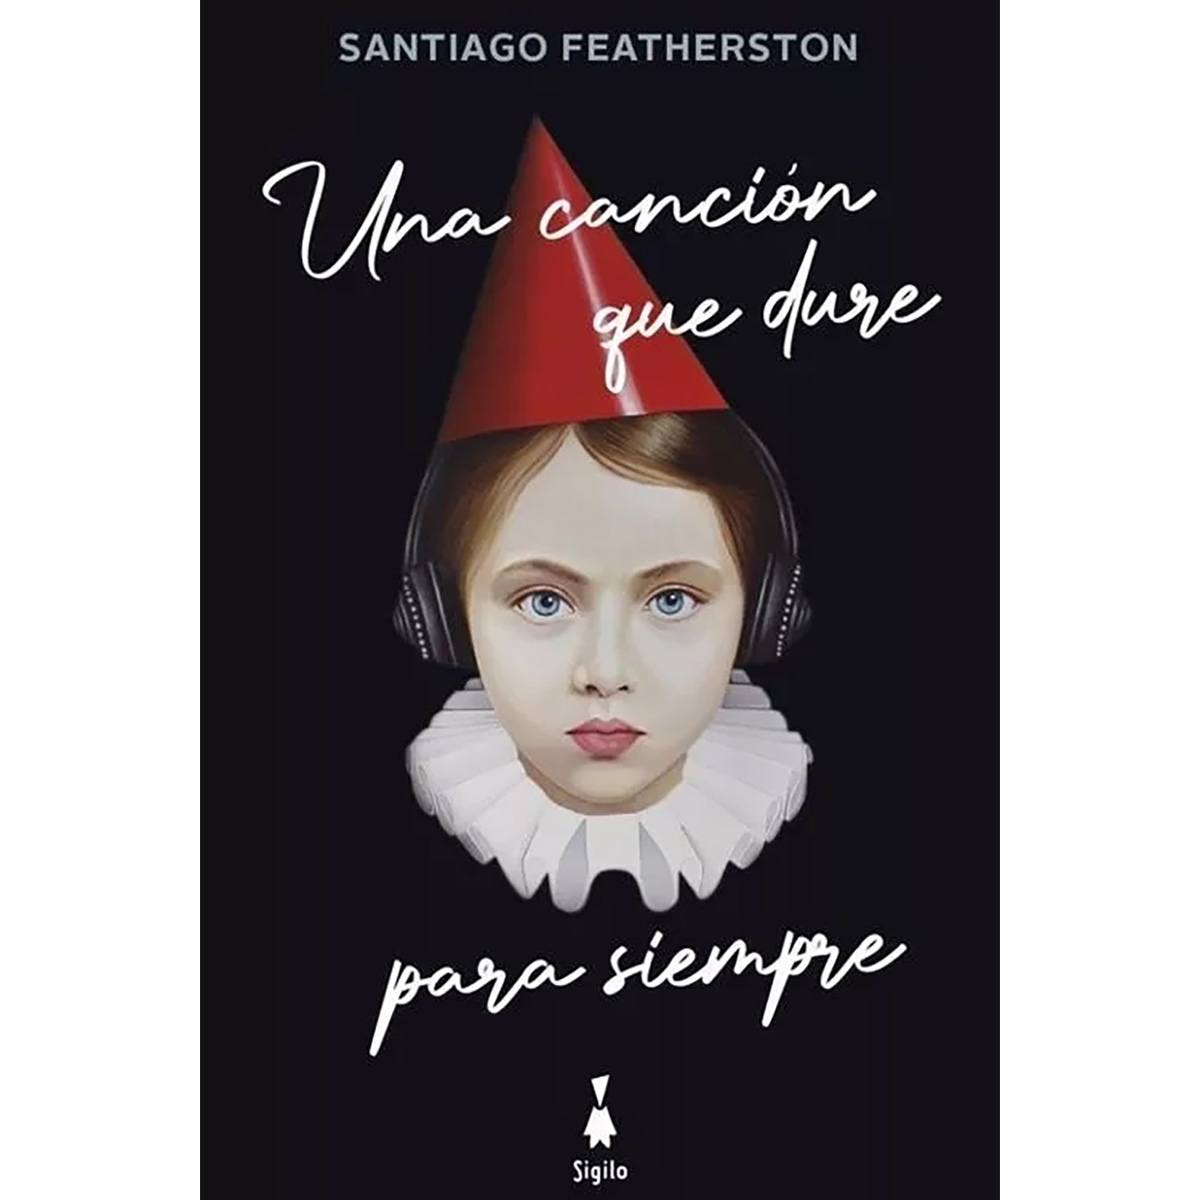 SANTIAGO FEATHERSTON
Una canción
que dure
para siempre
Sigilo